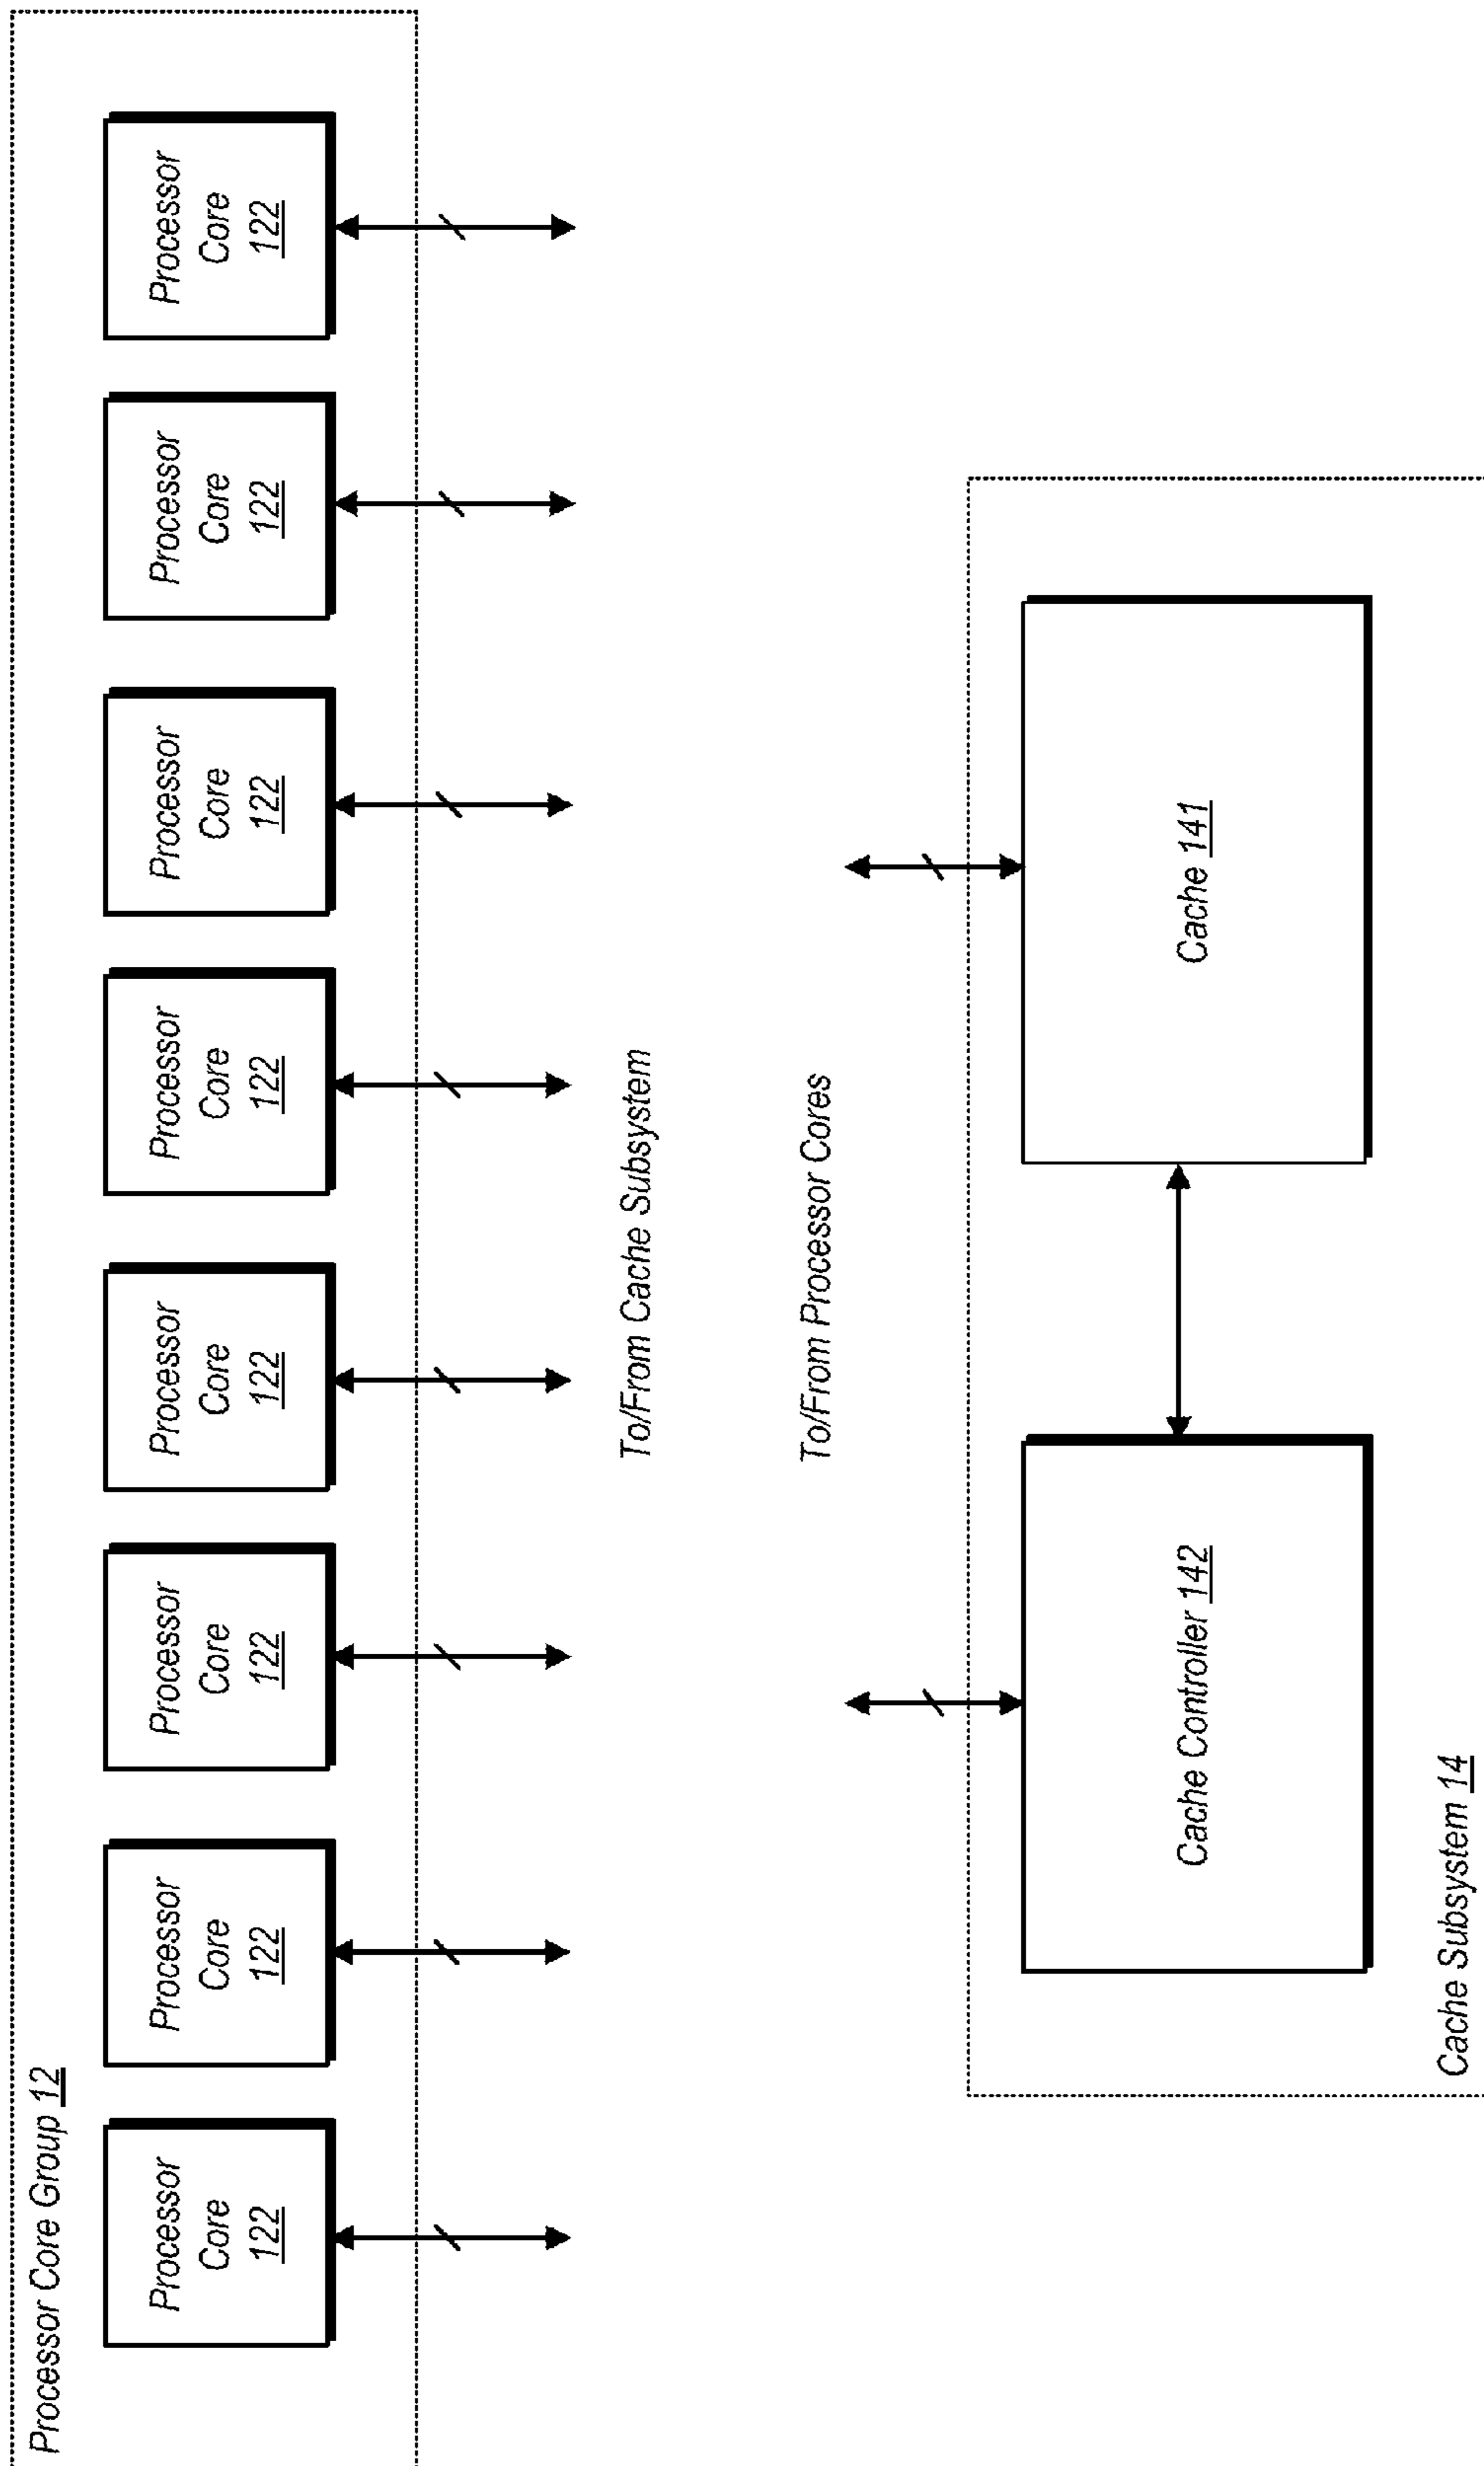 Processor Core Group 12
Processor
Core
122
Processor
Core
122
Processor
Core
122
Processor
Core
122
Processor
Core
122
Processor
Core
122
Processor
Core
122
Processor
Core
122
To/From Cache Subsystem
To/From Processor Cores
Cache Controller 142
Cache 141
Cache Subsystem 14